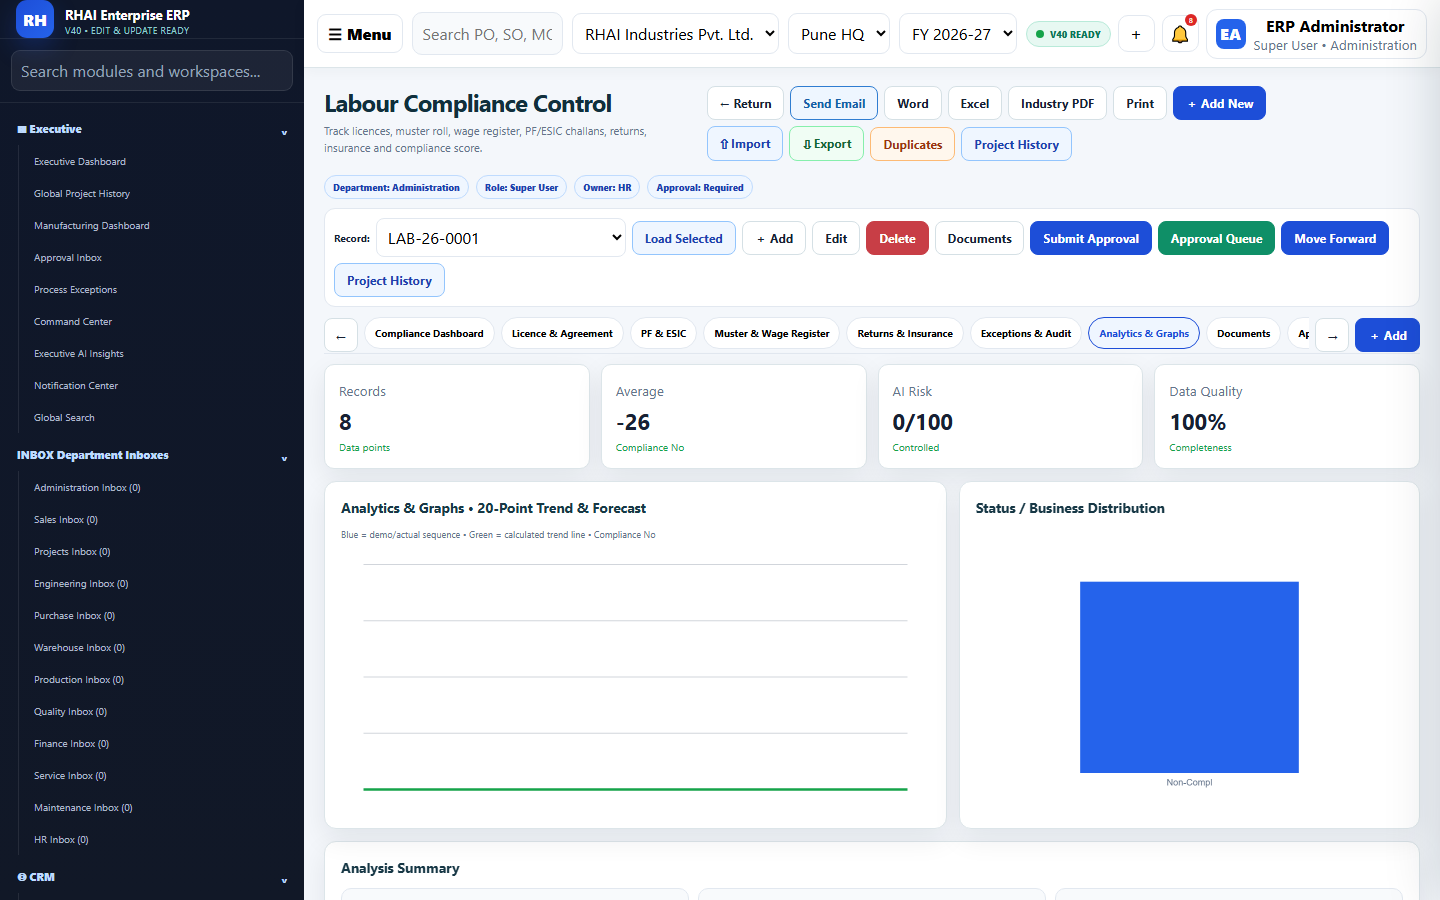 RH
RHAI Enterprise ERP
V40 • EDIT & UPDATE READY
Search modules and workspaces...
Executive
Executive Dashboard
Global Project History
Manufacturing Dashboard
Approval Inbox
Process Exceptions
Command Center
Executive AI Insights
Notification Center
Global Search
INBOX Department Inboxes
Administration Inbox (0)
Sales Inbox (0)
Projects Inbox (0)
Engineering Inbox (0)
Purchase Inbox (0)
Warehouse Inbox (0)
Production Inbox (0)
Quality Inbox (0)
Finance Inbox (0)
Service Inbox (0)
Maintenance Inbox (0)
HR Inbox (0)
CRM
☰ Menu
Search PO, SO, MO
RHAI Industries Pvt. Ltd.
Pune HQ
FY 2026-27
V40 READY
+
8
EA
ERP Administrator
Super User • Administration
Labour Compliance Control
Track licences, muster roll, wage register, PF/ESIC challans, returns,
insurance and compliance score.
← Return
Send Email
Word
Excel
Industry PDF
Print
+ Add New
⇧ Import
⇩ Export
Duplicates
Project History
Department: Administration
Role: Super User
Owner: HR
Approval: Required
Record:
LAB-26-0001
Load Selected
+ Add
Edit
Delete
Documents
Submit Approval
Approval Queue
Move Forward
Project History
←
Compliance Dashboard
Licence & Agreement
PF & ESIC
Muster & Wage Register
Returns & Insurance
Exceptions & Audit
Analytics & Graphs
Documents
Ap
→
+ Add
Records
8
Data points
Average
-26
Compliance No
AI Risk
0/100
Controlled
Data Quality
100%
Completeness
Analytics & Graphs • 20-Point Trend & Forecast
Blue = demo/actual sequence • Green = calculated trend line • Compliance No
Status / Business Distribution
Non-Compl
Analysis Summary